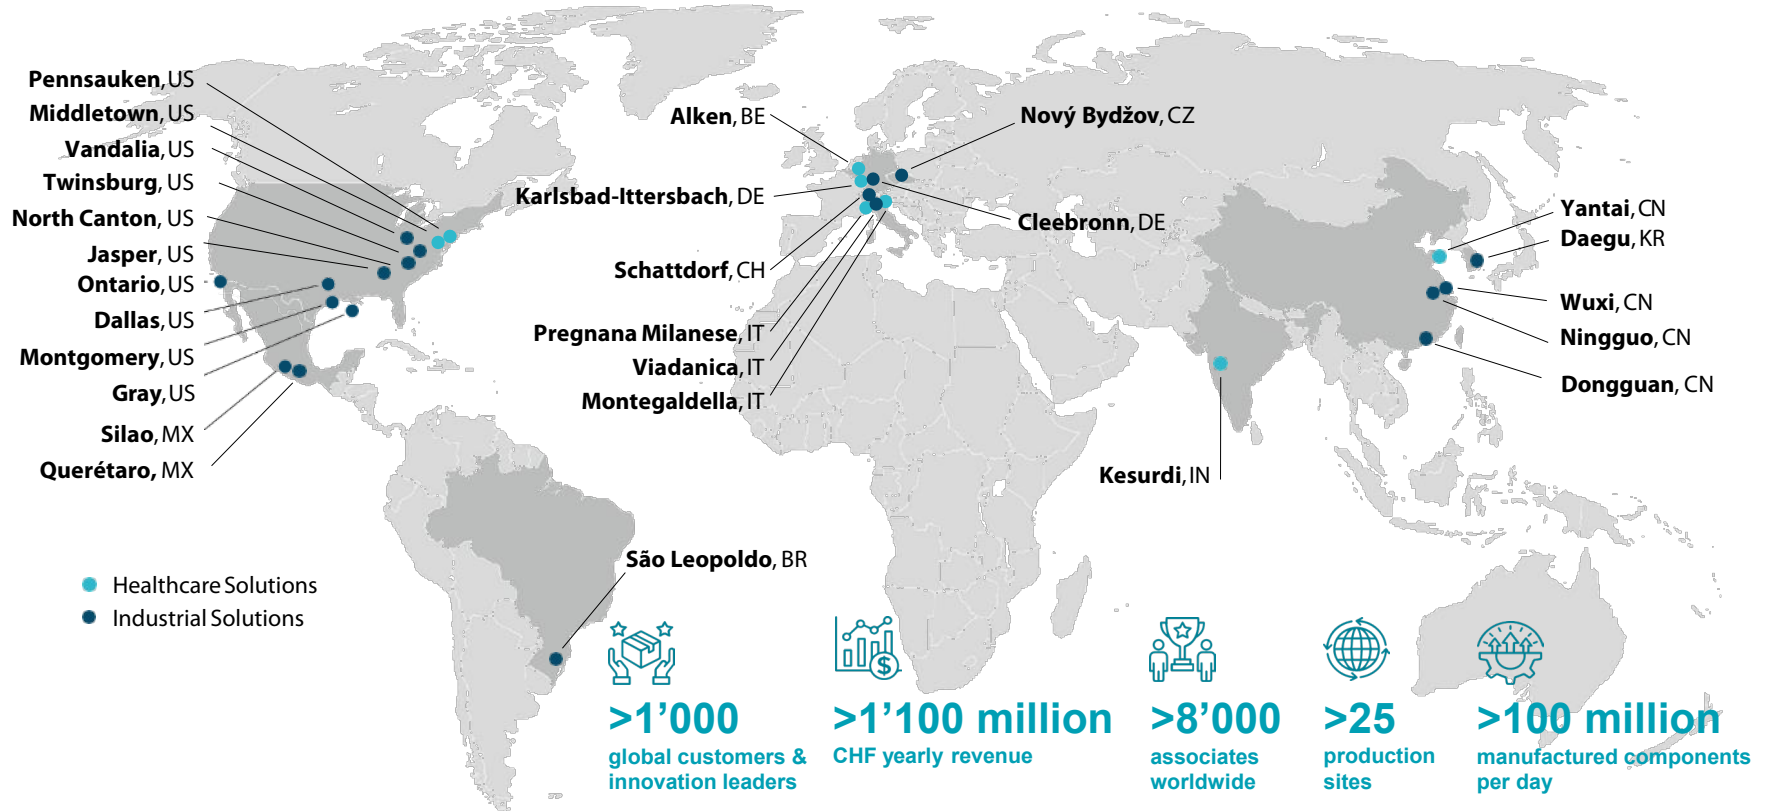 Pennsauken, US
Middletown, US
Vandalia, US
Twinsburg, US
North Canton, US
Jasper, US
Ontario, US
Dallas, US
Montgomery, US
Gray, US
Silao, MX
Querétaro, MX
Alken, BE
Karlsbad-Ittersbach, DE
Schattdorf, CH
Pregnana Milanese, IT
Viadanica, IT
Montegaldella, IT
Nový Bydžov, CZ
Cleebronn, DE
Yantai, CN
Daegu, KR
Wuxi, CN
Ningguo, CN
Dongguan, CN
Kesurdi, IN
São Leopoldo, BR
Healthcare Solutions
Industrial Solutions
>1’000
global customers &
innovation leaders
>1’100 million
CHF yearly revenue
>8’000
associates
worldwide
>25
production
sites
>100 million
manufactured components
per day